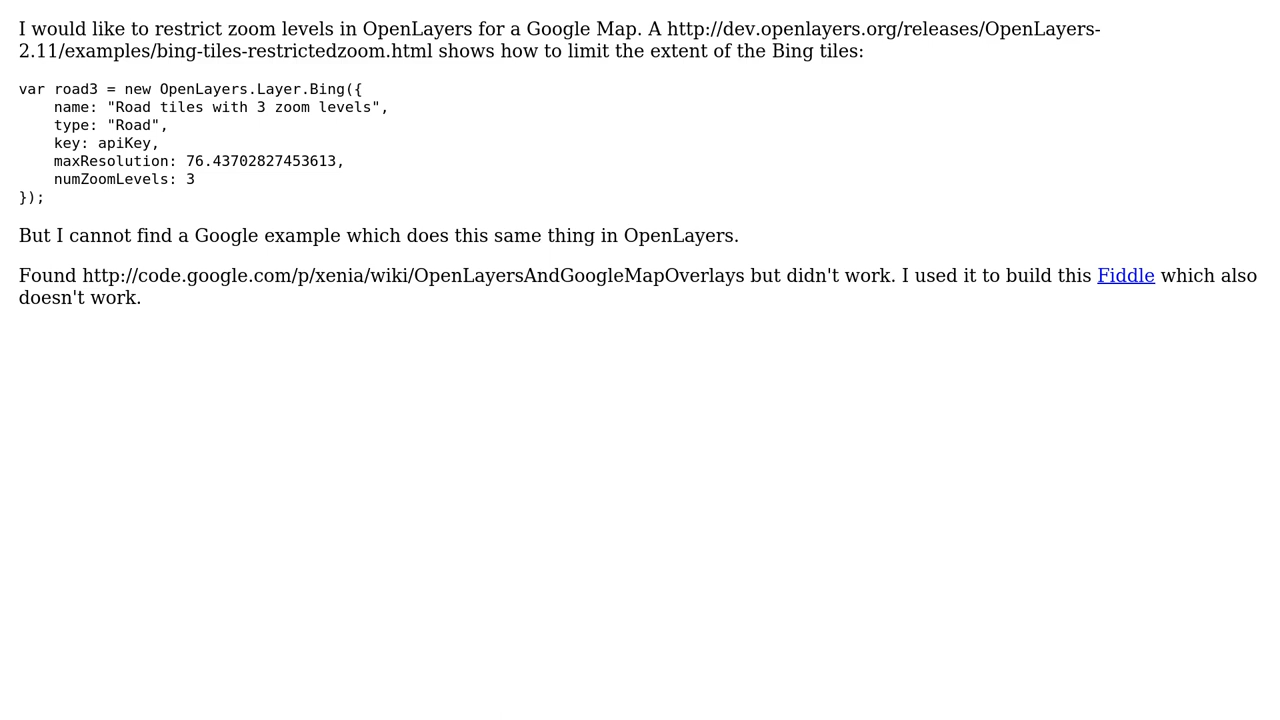 I would like to restrict zoom levels in OpenLayers for a Google Map. A http://dev.openlayers.org/releases/OpenLayers-
2.11/examples/bing-tiles-restrictedzoom.html shows how to limit the extent of the Bing tiles:
var road3 = new OpenLayers.Layer.Bing({
    name: "Road tiles with 3 zoom levels",
    type: "Road",
    key: apiKey,
    maxResolution: 76.43702827453613,
    numZoomLevels: 3
});
But I cannot find a Google example which does this same thing in OpenLayers.
Found http://code.google.com/p/xenia/wiki/OpenLayersAndGoogleMapOverlays but didn't work. I used it to build this Fiddle which also
doesn't work.